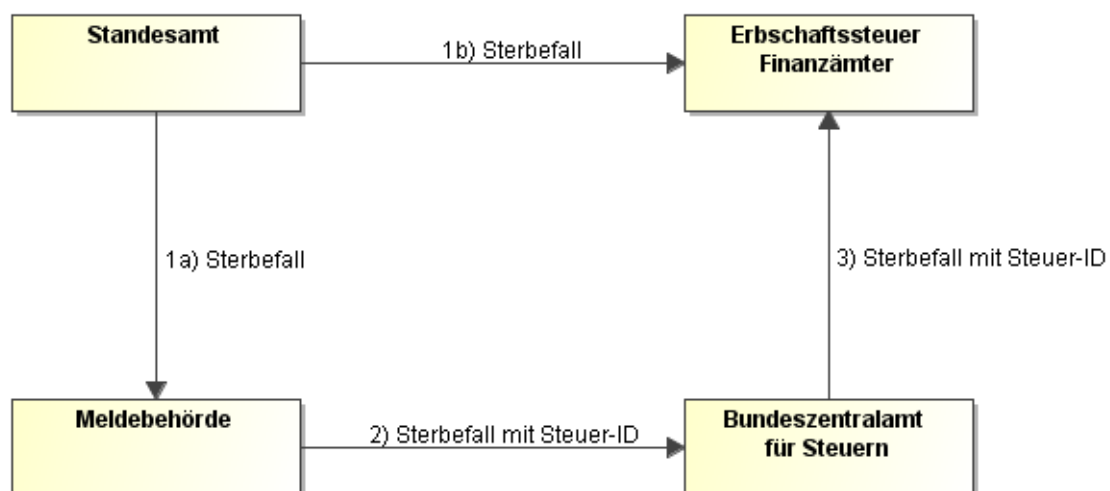 Standesamt
1b) Sterbefall
Erbschaftssteuer
Finanzämter
1a) Sterbefall
3) Sterbefall mit Steuer-ID
Meldebehörde
2) Sterbefall mit Steuer-ID
Bundeszentralamt
für Steuern